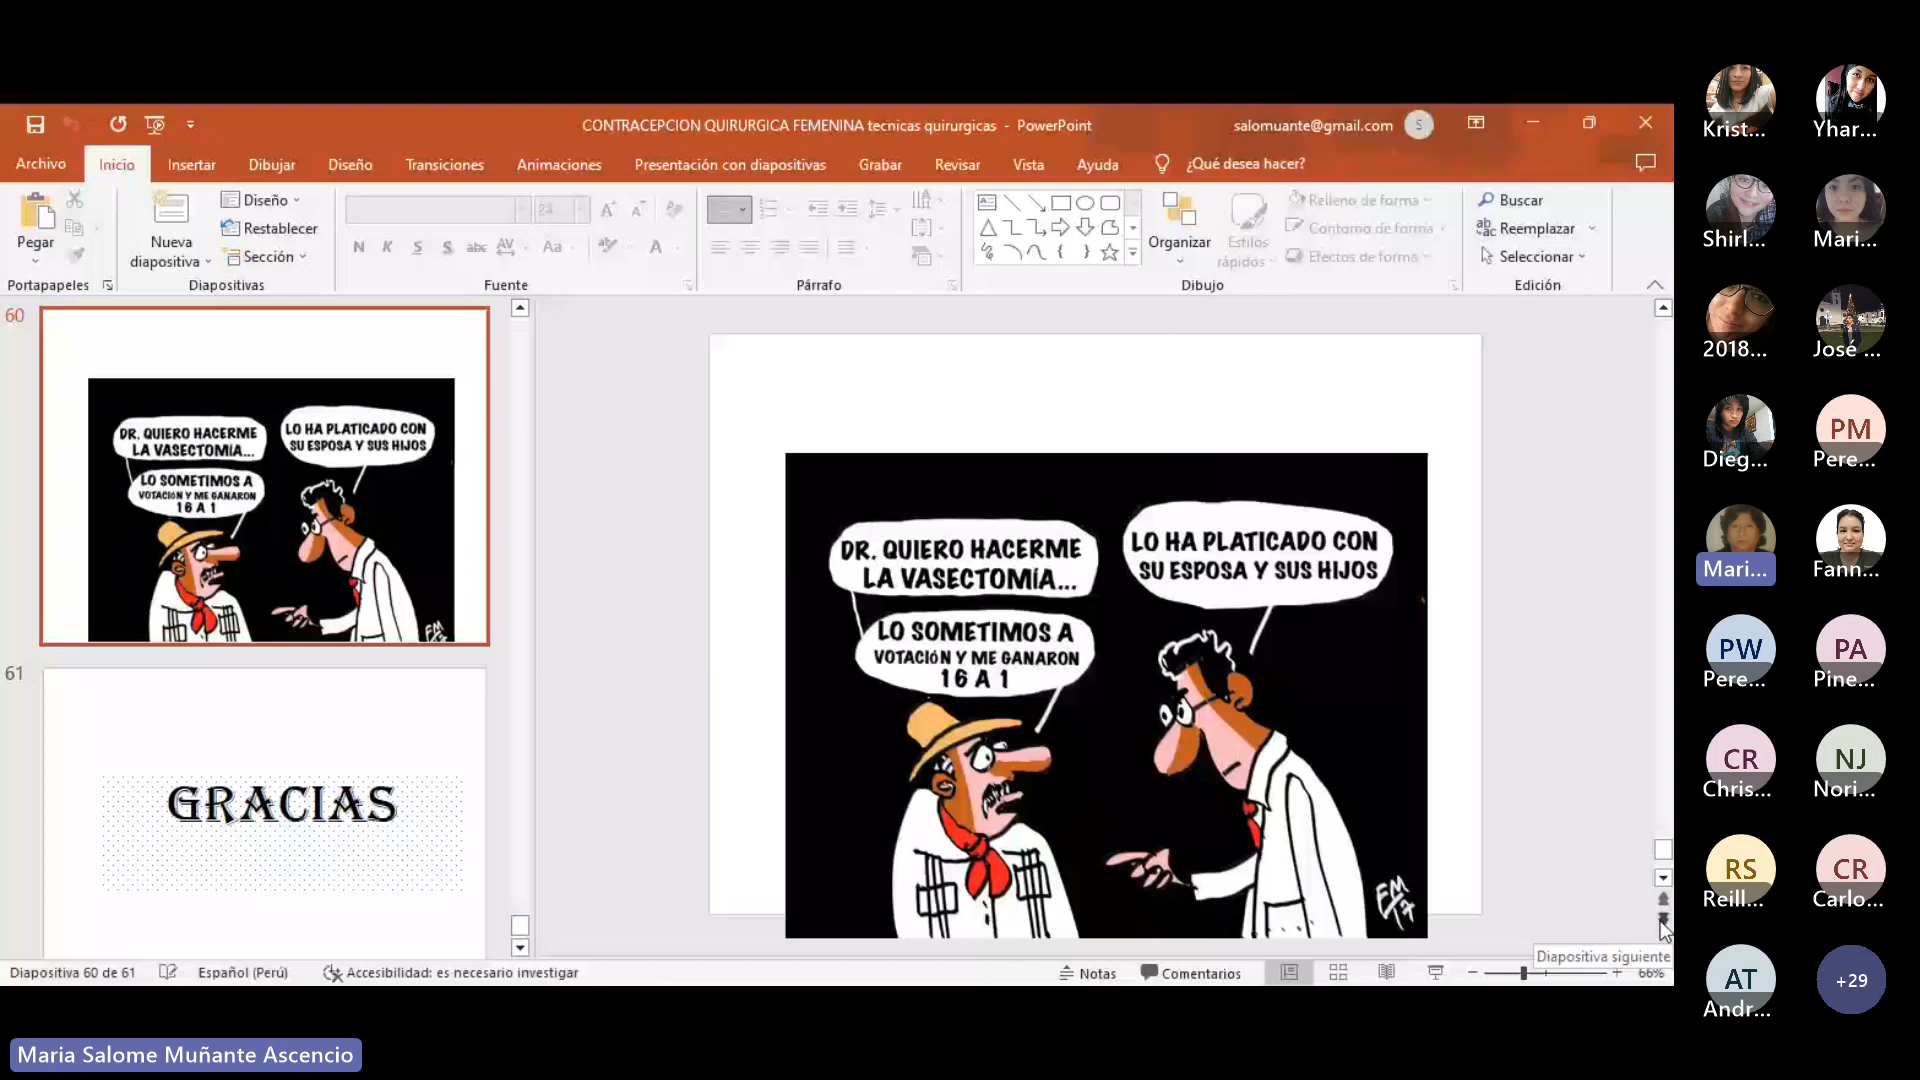 CONTRACEPCION QUIRURGICA FEMENINA tecnicas quirurgicas - PowerPoint
salomuante@gmail.com
S
Archivo
Inicio
Insertar
Dibujar
Diseño
Transiciones
Animaciones
Presentación con diapositivas
Grabar
Revisar
Vista
Ayuda
¿Qué desea hacer?
Pegar
Nueva
diapositiva
Diseño
Restablecer
Sección
24
N K S S abc AV Aa A
Organizar
Estilos
rápidos
Relleno de forma
Contorno de forma
Efectos de forma
Buscar
Reemplazar
Seleccionar
Portapapeles
Diapositivas
Fuente
Párrafo
Dibujo
Edición
60
DR. QUIERO HACERME
LA VASECTOMÍA...
LO HA PLATICADO CON
SU ESPOSA Y SUS HIJOS
LO SOMETIMOS A
VOTACIÓN Y ME GANARON
16 A 1
61
GRACIAS
DR. QUIERO HACERME
LA VASECTOMÍA...
LO HA PLATICADO CON
SU ESPOSA Y SUS HIJOS
LO SOMETIMOS A
VOTACIÓN Y ME GANARON
16 A 1
Diapositiva siguiente
Diapositiva 60 de 61
Español (Perú)
Accesibilidad: es necesario investigar
Notas
Comentarios
66%
Maria Salome Muñante Ascencio
Krist...
Yhar...
Shirl...
Mari...
2018...
José ...
Dieg...
PM
Pere...
Mari...
Fann...
PW
Pere...
PA
Pine...
CR
Chris...
NJ
Nori...
RS
Reill...
CR
Carlo...
AT
Andr...
+29